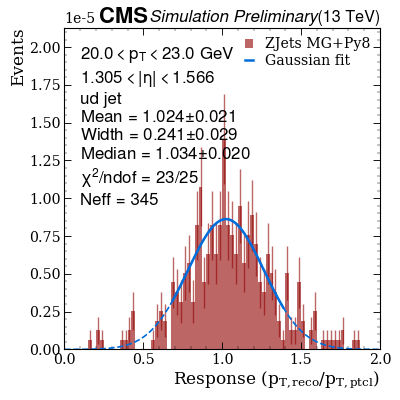 1e-5 CMS Simulation Preliminary (13 TeV)
Events
20.0 < pT < 23.0 GeV
1.305 < |η| < 1.566
ud jet
Mean = 1.024±0.021
Width = 0.241±0.029
Median = 1.034±0.020
χ²/ndof = 23/25
Neff = 345
ZJets MG+Py8
Gaussian fit
2.00
1.75
1.50
1.25
1.00
0.75
0.50
0.25
0.00
0.0 0.5 1.0 1.5 2.0
Response (pT,reco/pT,ptcl)